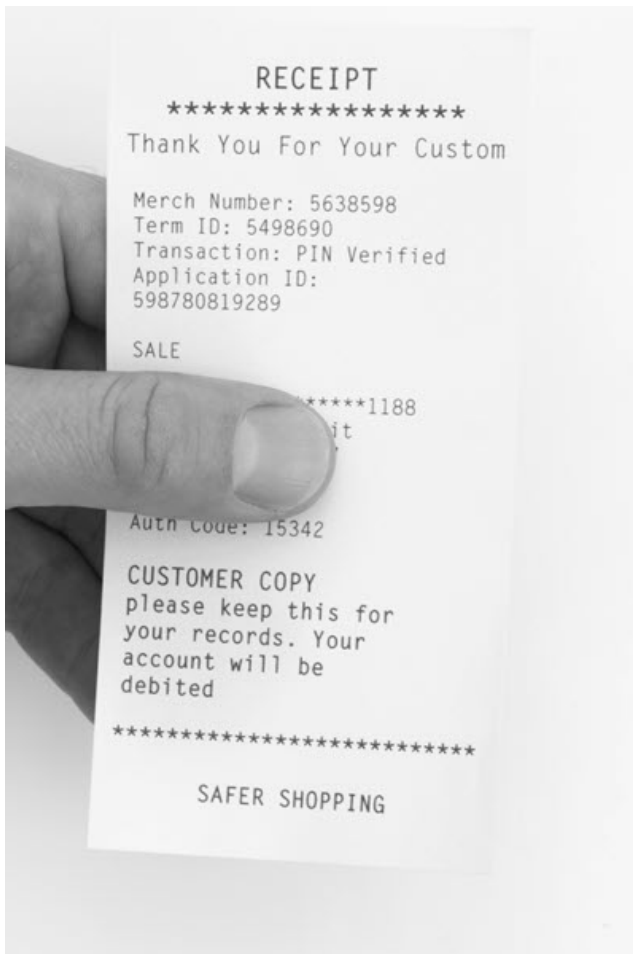 RECEIPT
*****************
Thank You For Your Custom
Merch Number: 5638598
Term ID: 5498690
Transaction: PIN Verified
Application ID:
598780819289
SALE
*****1188
Auth Code: 15342
CUSTOMER COPY
please keep this for
your records. Your
account will be
debited
***************************
SAFER SHOPPING